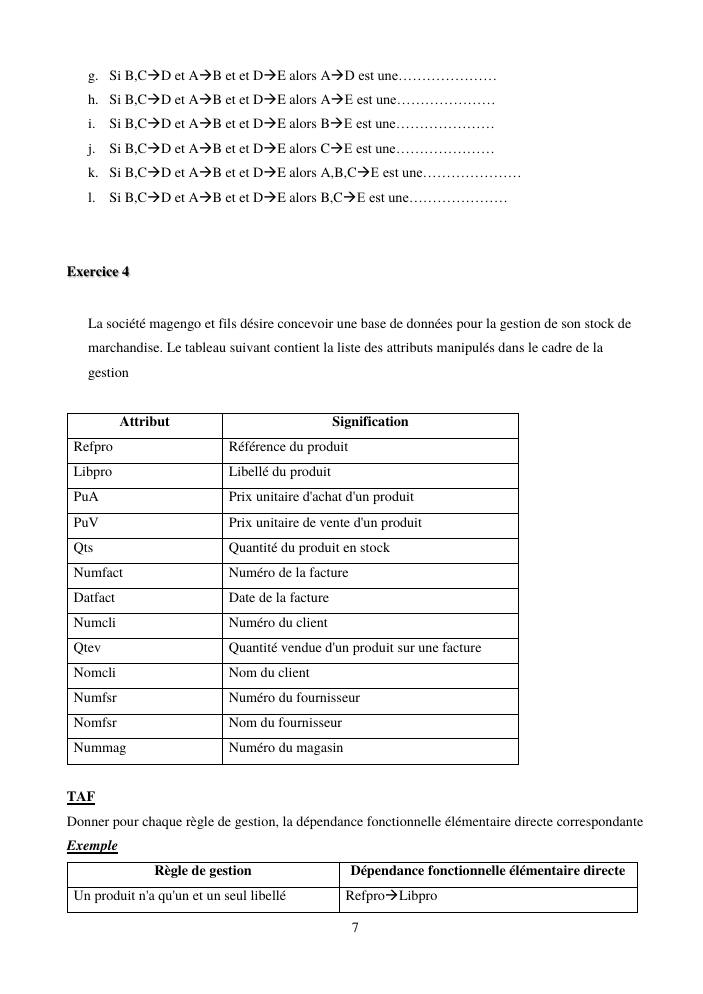 g. Si B,C→D et A→B et et D→E alors A→D est une…………………
h. Si B,C→D et A→B et et D→E alors A→E est une…………………
i. Si B,C→D et A→B et et D→E alors B→E est une…………………
j. Si B,C→D et A→B et et D→E alors C→E est une…………………
k. Si B,C→D et A→B et et D→E alors A,B,C→E est une…………………
l. Si B,C→D et A→B et et D→E alors B,C→E est une…………………
Exercice 4
La société magengo et fils désire concevoir une base de données pour la gestion de son stock de
marchandise. Le tableau suivant contient la liste des attributs manipulés dans le cadre de la
gestion
Attribut Signification
Refpro Référence du produit
Libpro Libellé du produit
PuA Prix unitaire d'achat d'un produit
PuV Prix unitaire de vente d'un produit
Qts Quantité du produit en stock
Numfact Numéro de la facture
Datfact Date de la facture
Numcli Numéro du client
Qtev Quantité vendue d'un produit sur une facture
Nomcli Nom du client
Numfsr Numéro du fournisseur
Nomfsr Nom du fournisseur
Nummag Numéro du magasin
TAF
Donner pour chaque règle de gestion, la dépendance fonctionnelle élémentaire directe correspondante
Exemple
Règle de gestion Dépendance fonctionnelle élémentaire directe
Un produit n'a qu'un et un seul libellé Refpro→Libpro
7